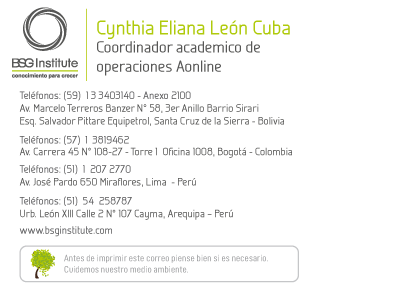 BSG Institute
conocimiento para crecer
Cynthia Eliana León Cuba
Coordinador academico de
operaciones Aonline
Teléfonos: (59) 1 3 3403140 - Anexo 2100
Av. Marcelo Terreros Banzer N° 58, 3er Anillo Barrio Sirari
Esq. Salvador Pittare Equipetrol, Santa Cruz de la Sierra - Bolivia
Teléfonos: (57) 1 3819462
Av. Carrera 45 N° 108-27 - Torre 1 Oficina 1008, Bogotá - Colombia
Teléfonos: (51) 1 207 2770
Av. José Pardo 650 Miraflores, Lima - Perú
Teléfonos: (51) 54 258787
Urb. León XIII Calle 2 N° 107 Cayma, Arequipa – Perú
www.bsginstitute.com
Antes de imprimir este correo piense bien si es necesario.
Cuidemos nuestro medio ambiente.